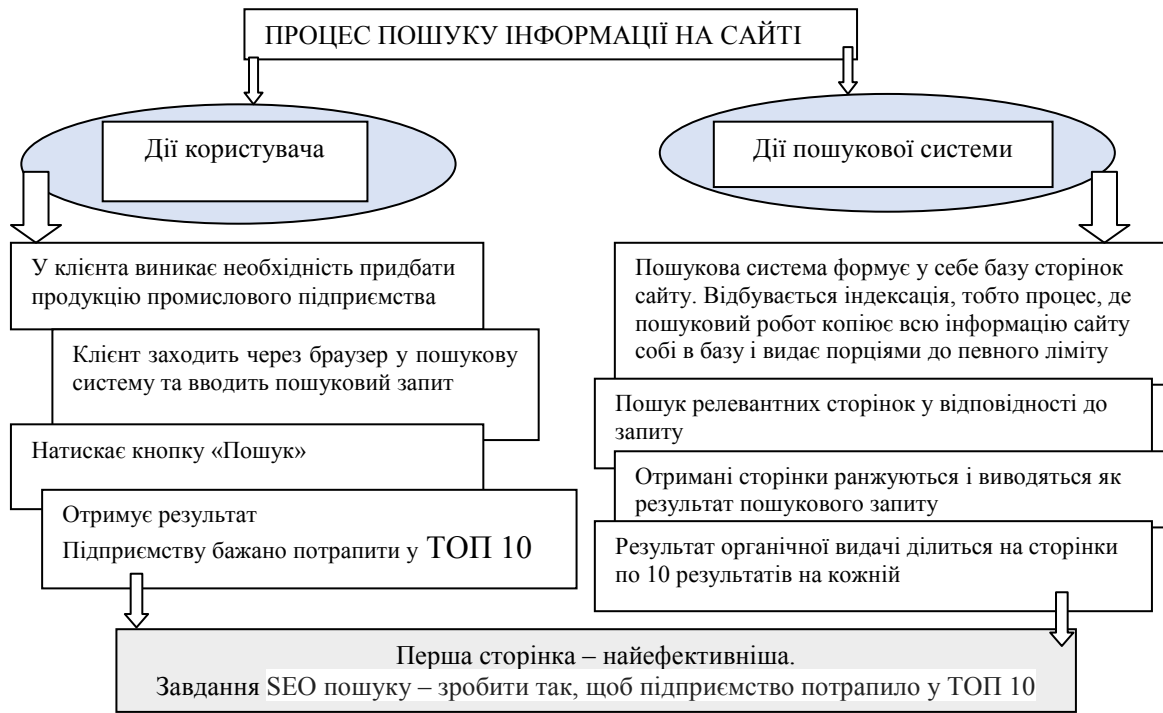 ПРОЦЕС ПОШУКУ ІНФОРМАЦІЇ НА САЙТІ
Дії користувача
У клієнта виникає необхідність придбати
продукцію промислового підприємства
Клієнт заходить через браузер у пошукову
систему та вводить пошуковий запит
Натискає кнопку «Пошук»
Отримує результат
Підприємству бажано потрапити у ТОП 10
Дії пошукової системи
Пошукова система формує у себе базу сторінок
сайту. Відбувається індексація, тобто процес, де
пошуковий робот копіює всю інформацію сайту
собі в базу і видає порціями до певного ліміту
Пошук релевантних сторінок у відповідності до
запиту
Отримані сторінки ранжуються і виводяться як
результат пошукового запиту
Результат органічної видачі ділиться на сторінки
по 10 результатів на кожній
Перша сторінка – найефективніша.
Завдання SEO пошуку – зробити так, щоб підприємство потрапило у ТОП 10